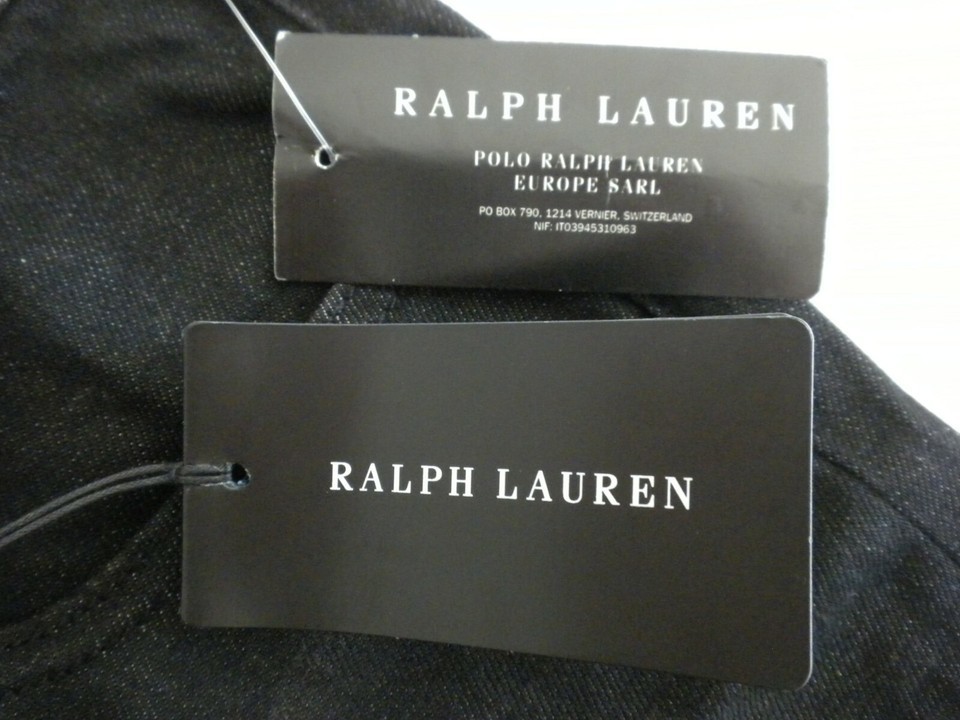 RALPH LAUREN
POLO RALPH LAUREN
EUROPE SARL
PO BOX 790, 1214 VERNIER, SWITZERLAND
NIF: IT03945310963
RALPH LAUREN